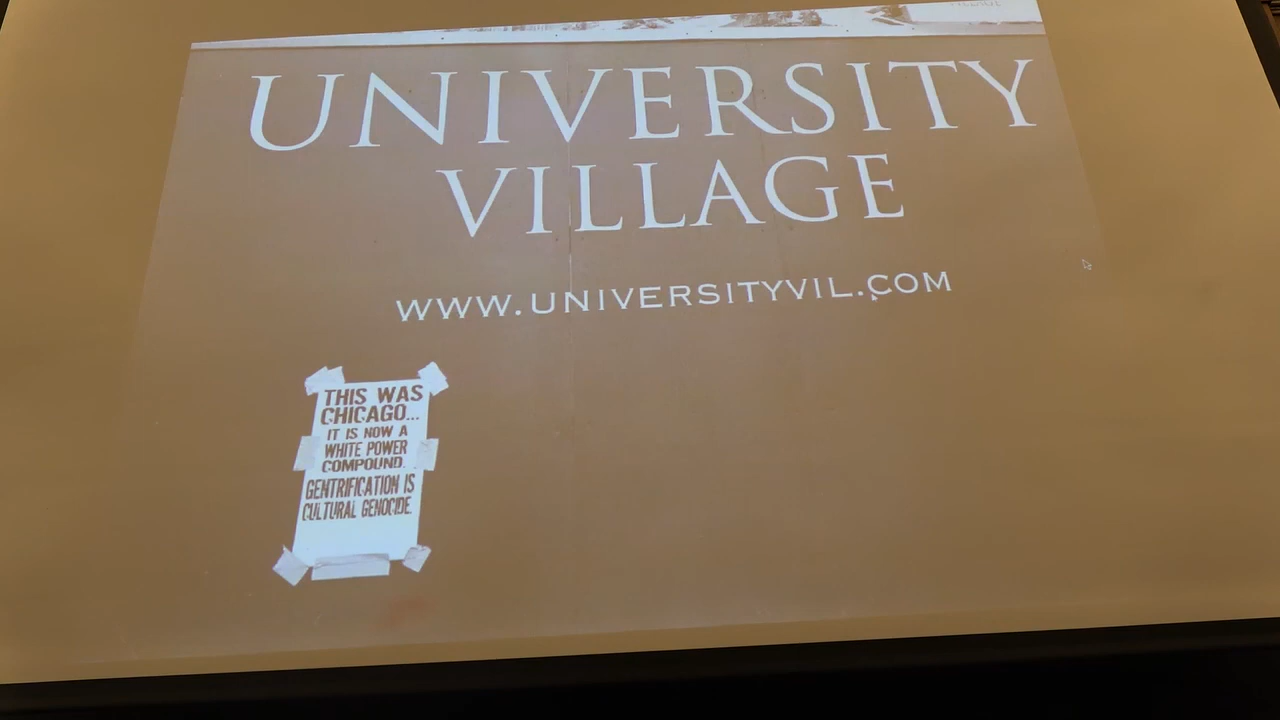 UNIVERSITY
VILLAGE
WWW.UNIVERSITYVIL.COM
THIS WAS
CHICAGO...
IT IS NOW A
WHITE POWER
COMPOUND.
GENTRIFICATION IS
CULTURAL GENOCIDE.